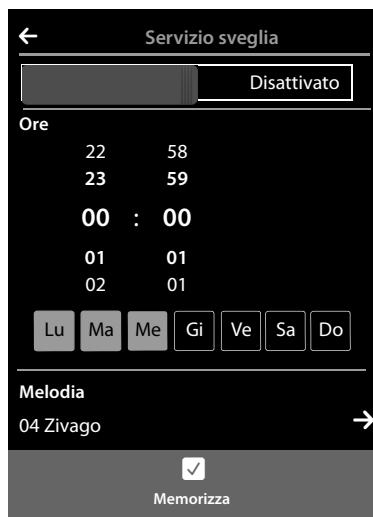 Servizio sveglia
Disattivato
Ore
22 58
23 59
00 : 00
01 01
02 01
Lu Ma Me Gi Ve Sa Do
Melodia
04 Zivago
Memorizza